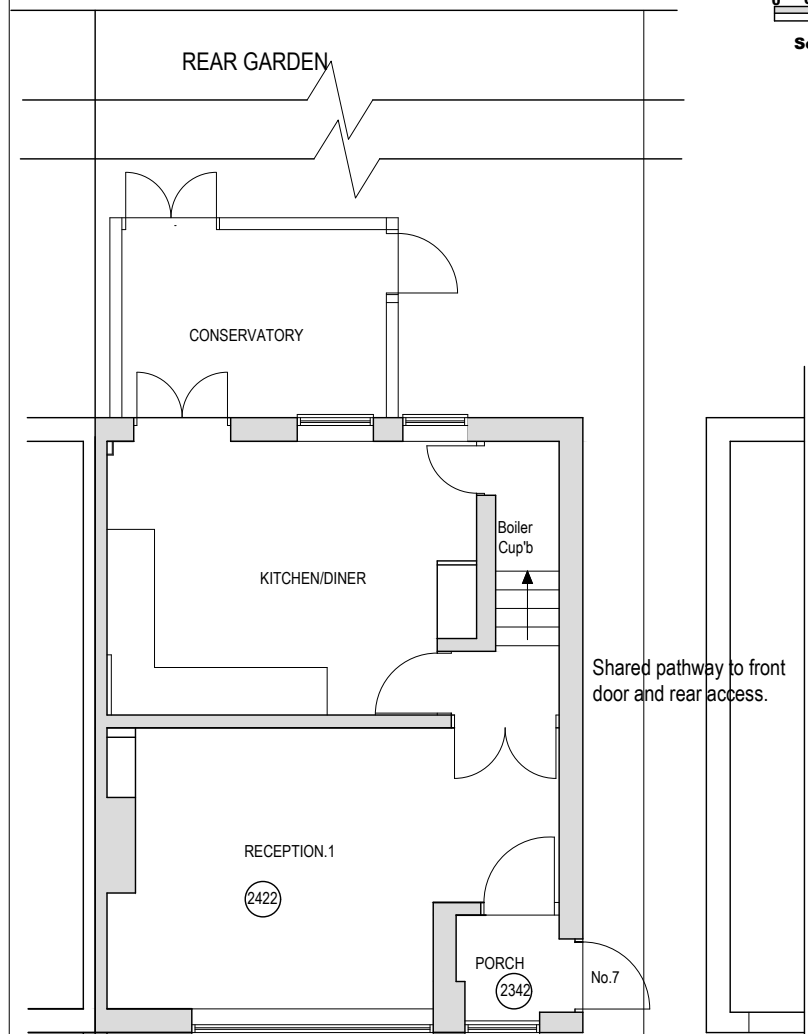 REAR GARDEN
CONSERVATORY
Boiler
Cup'b
KITCHEN/DINER
Shared pathway to front
door and rear access.
RECEPTION.1
2422
PORCH
2342
No.7